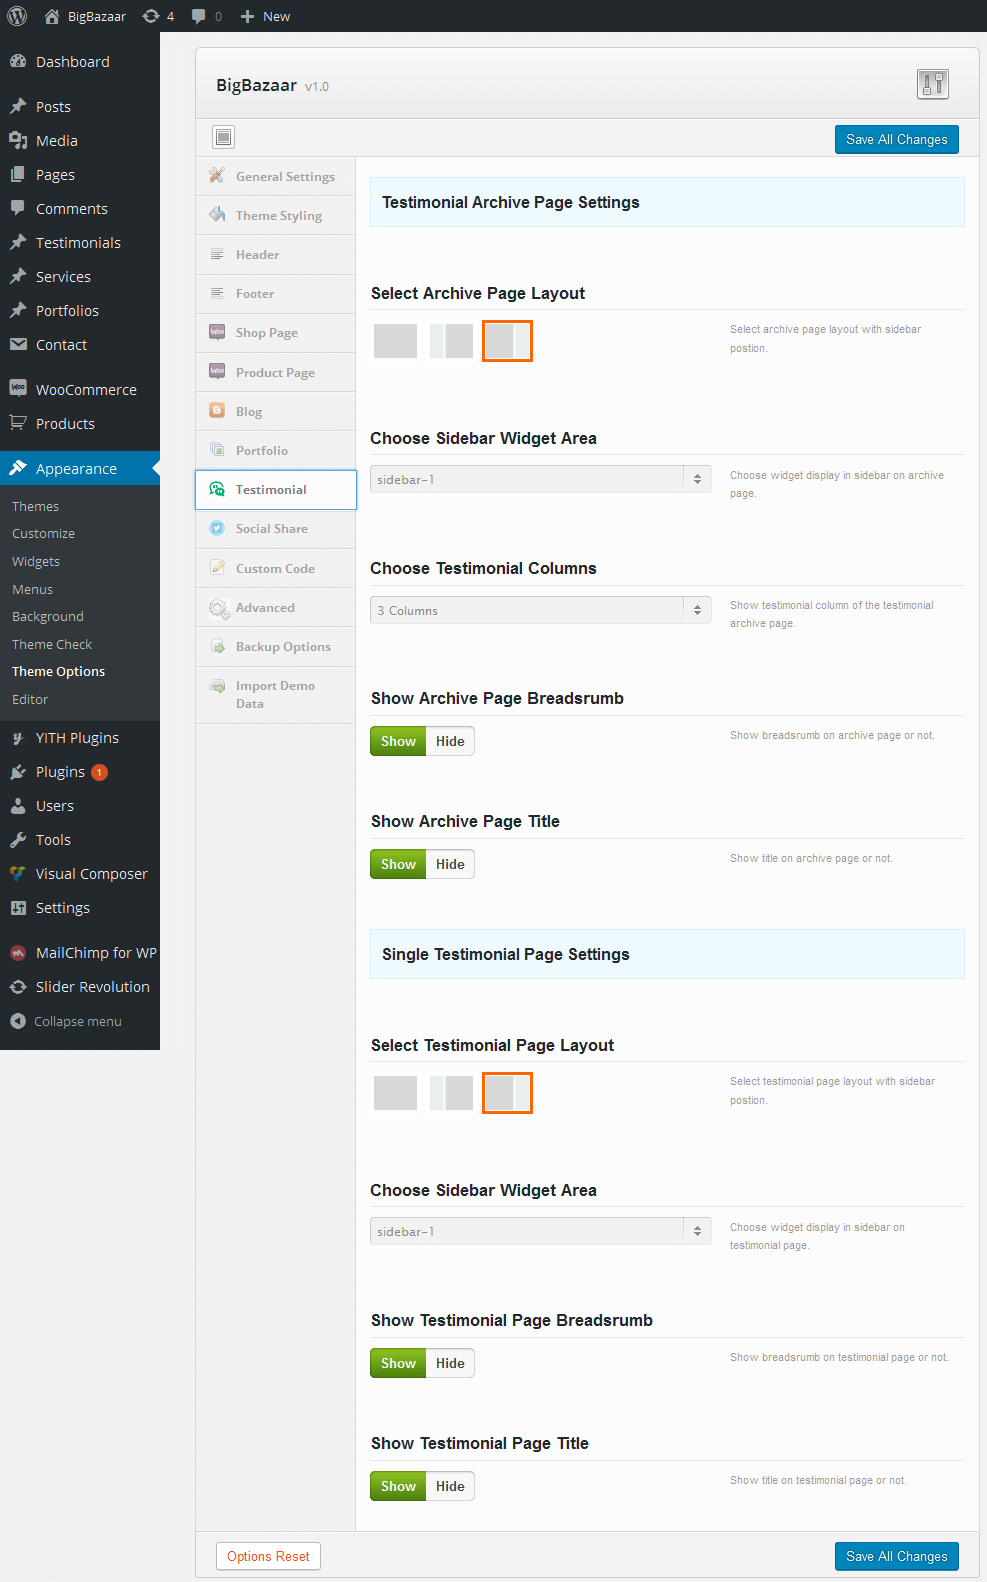 BigBazaar 4 0 New
Dashboard
Posts
Media
Pages
Comments
Testimonials
Services
Portfolios
Contact
WooCommerce
Products
Appearance
Themes
Customize
Widgets
Menus
Background
Theme Check
Theme Options
Editor
YITH Plugins
Plugins 1
Users
Tools
Visual Composer
Settings
MailChimp for WP
Slider Revolution
Collapse menu
BigBazaar v1.0
Save All Changes
General Settings
Theme Styling
Header
Footer
Woo Shop Page
Woo Product Page
Blog
Portfolio
Testimonial
Social Share
Custom Code
Advanced
Backup Options
Import Demo
Data
Testimonial Archive Page Settings
Select Archive Page Layout
Select archive page layout with sidebar
postion.
Choose Sidebar Widget Area
sidebar-1
Choose widget display in sidebar on archive
page.
Choose Testimonial Columns
3 Columns
Show testimonial column of the testimonial
archive page.
Show Archive Page Breadsrumb
Show Hide
Show breadsrumb on archive page or not.
Show Archive Page Title
Show Hide
Show title on archive page or not.
Single Testimonial Page Settings
Select Testimonial Page Layout
Select testimonial page layout with sidebar
postion.
Choose Sidebar Widget Area
sidebar-1
Choose widget display in sidebar on
testimonial page.
Show Testimonial Page Breadsrumb
Show Hide
Show breadsrumb on testimonial page or not.
Show Testimonial Page Title
Show Hide
Show title on testimonial page or not.
Options Reset
Save All Changes